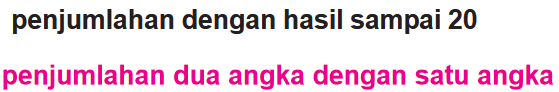 penjumlahan dengan hasil sampai 20
penjumlahan dua angka dengan satu angka